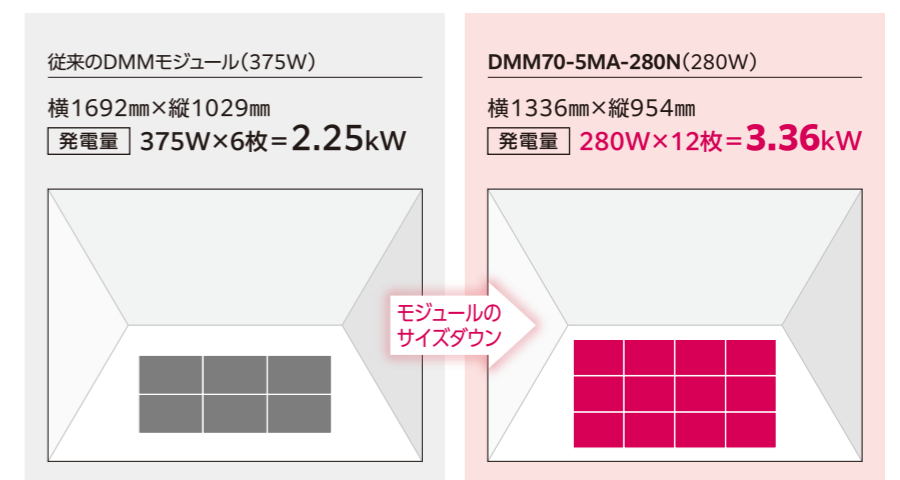 従来のDMMモジュール（375W）
横1692㎜×縦1029㎜
発電量 375W×6枚＝2.25kW
DMM70-5MA-280N（280W）
横1336㎜×縦954㎜
発電量 280W×12枚＝3.36kW
モジュールの
サイズダウン